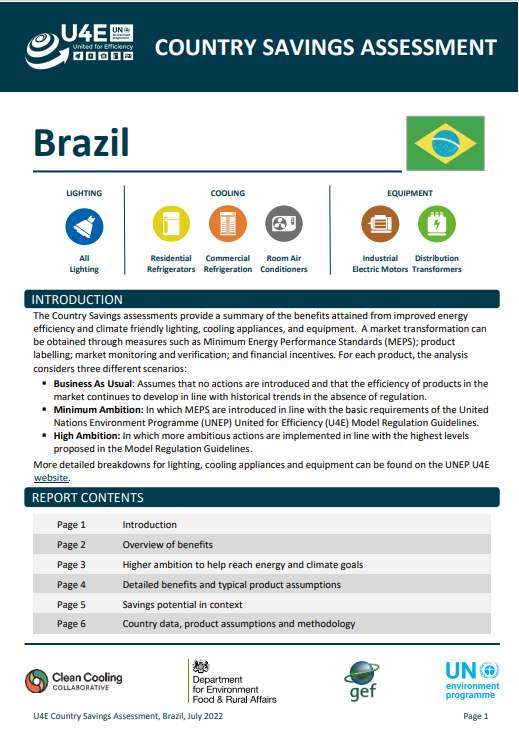 U4E
UN
environment
programme
United for Efficiency
COUNTRY SAVINGS ASSESSMENT
Brazil
LIGHTING
COOLING
EQUIPMENT
All
Lighting
Residential
Refrigerators
Commercial
Refrigeration
Room Air
Conditioners
Industrial
Electric Motors
Distribution
Transformers
INTRODUCTION
The Country Savings assessments provide a summary of the benefits attained from improved energy
efficiency and climate friendly lighting, cooling appliances, and equipment. A market transformation can
be obtained through measures such as Minimum Energy Performance Standards (MEPS); product
labelling; market monitoring and verification; and financial incentives. For each product, the analysis
considers three different scenarios:
▪ Business As Usual: Assumes that no actions are introduced and that the efficiency of products in the
market continues to develop in line with historical trends in the absence of regulation.
▪ Minimum Ambition: In which MEPS are introduced in line with the basic requirements of the United
Nations Environment Programme (UNEP) United for Efficiency (U4E) Model Regulation Guidelines.
▪ High Ambition: In which more ambitious actions are implemented in line with the highest levels
proposed in the Model Regulation Guidelines.
More detailed breakdowns for lighting, cooling appliances and equipment can be found on the UNEP U4E
website.
REPORT CONTENTS
Page 1 Introduction
Page 2 Overview of benefits
Page 3 Higher ambition to help reach energy and climate goals
Page 4 Detailed benefits and typical product assumptions
Page 5 Savings potential in context
Page 6 Country data, product assumptions and methodology
Clean Cooling
COLLABORATIVE
Department
for Environment
Food & Rural Affairs
gef
UN
environment
programme
U4E Country Savings Assessment, Brazil, July 2022 Page 1